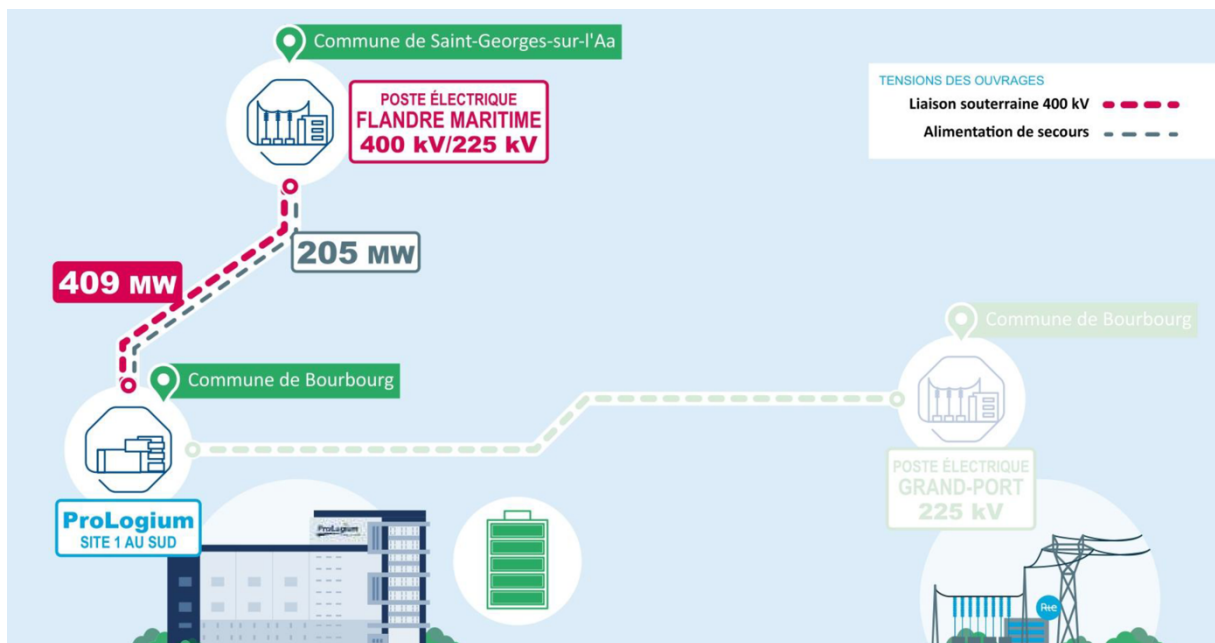 Commune de Saint-Georges-sur-l'Aa
POSTE ÉLECTRIQUE
FLANDRE MARITIME
400 kV/225 kV
TENSIONS DES OUVRAGES
Liaison souterraine 400 kV
Alimentation de secours
205 MW
409 MW
Commune de Bourbourg
Commune de Bourbourg
POSTE ÉLECTRIQUE
GRAND-PORT
225 kV
ProLogium
SITE 1 AU SUD
ProLogium
Rte